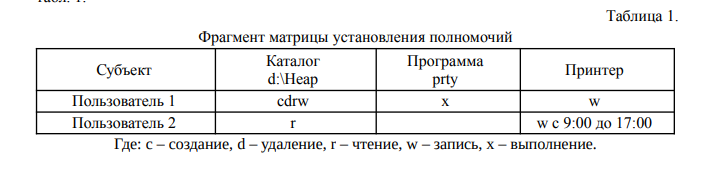 Таблица 1.
Фрагмент матрицы установления полномочий
Субъект Каталог d:\Heap Программа prty Принтер
Пользователь 1 cdrw x w
Пользователь 2 r w с 9:00 до 17:00
Где: c – создание, d – удаление, r – чтение, w – запись, x – выполнение.